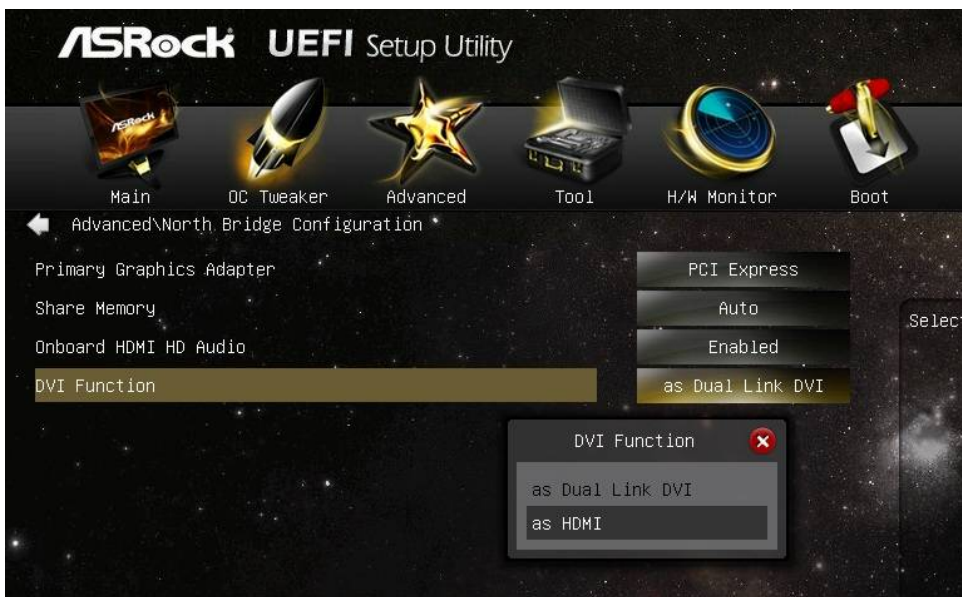 ASRock UEFI Setup Utility
ASRock
Main OC Tweaker Advanced Tool H/W Monitor Boot
Advanced\North Bridge Configuration
Primary Graphics Adapter PCI Express
Share Memory Auto
Selec
Onboard HDMI HD Audio Enabled
DVI Function as Dual Link DVI
DVI Function
as Dual Link DVI
as HDMI